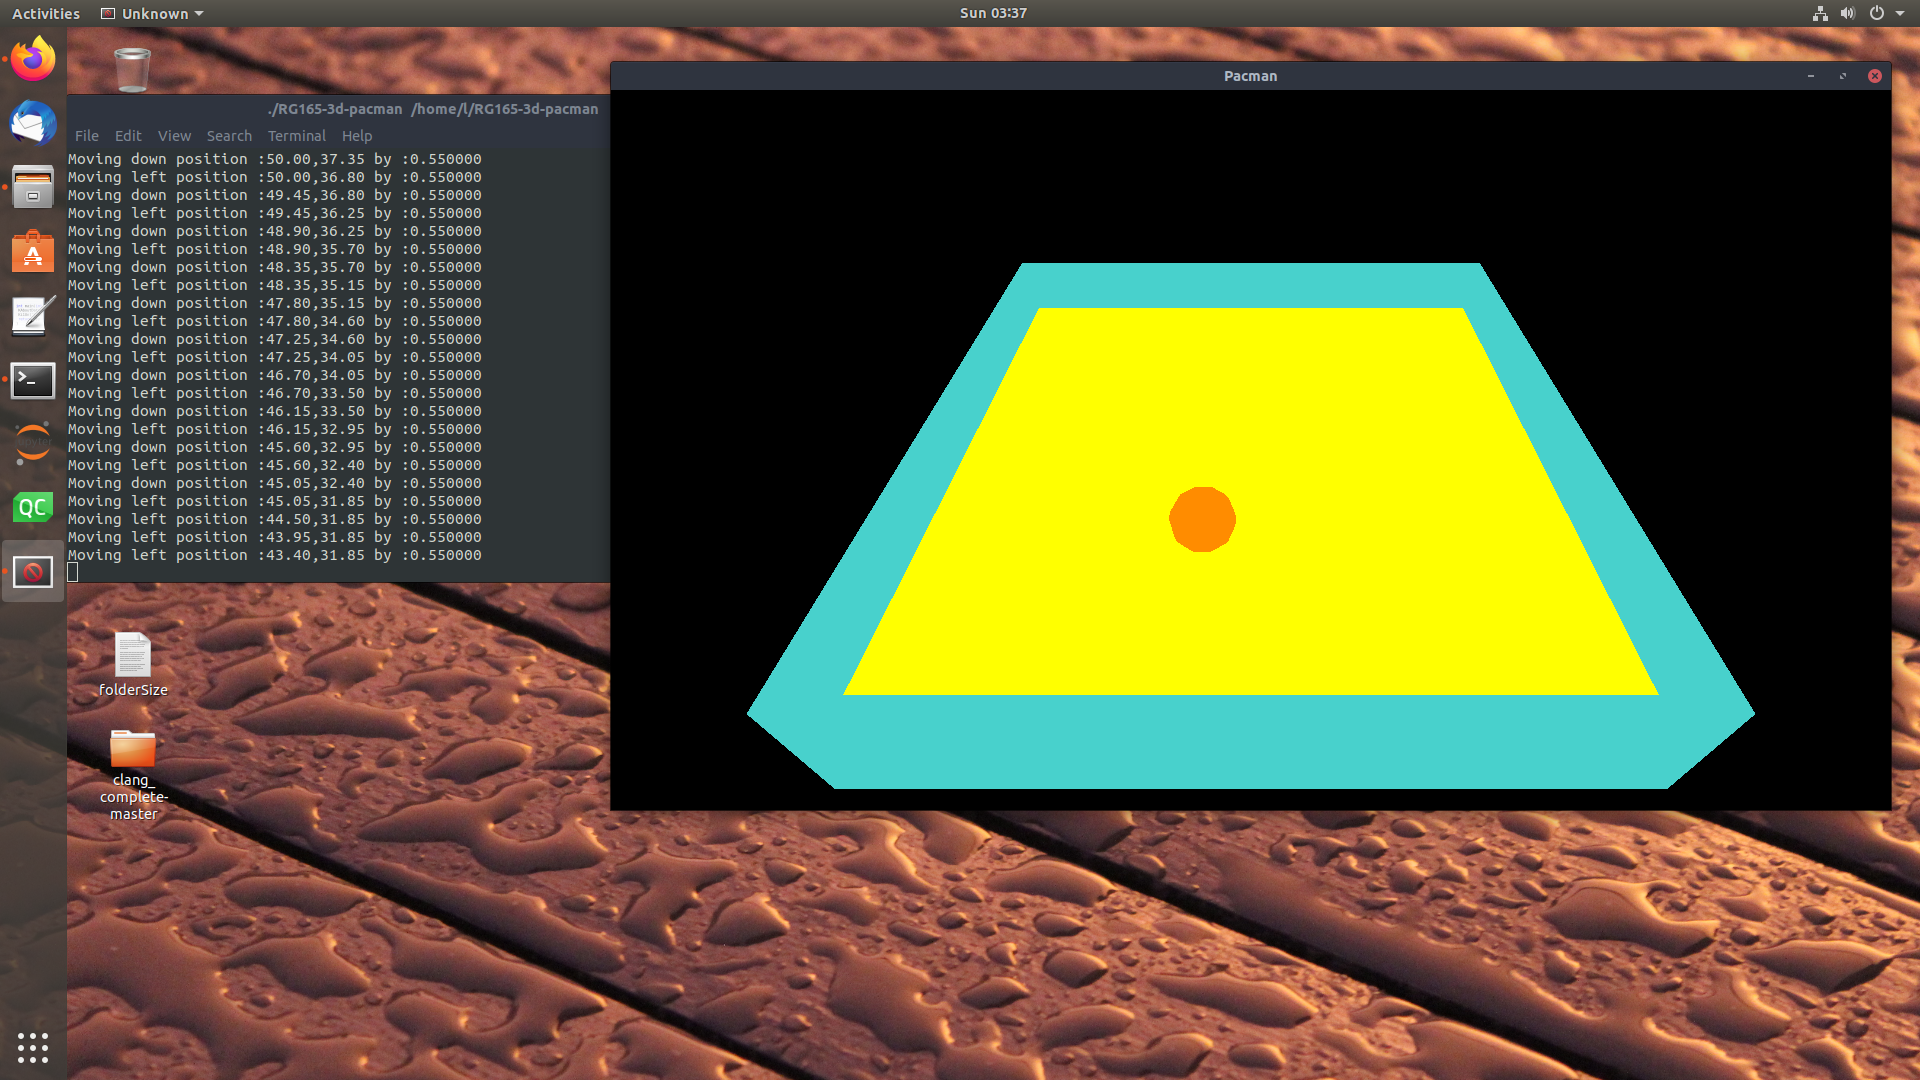 Activities
Unknown
Sun 03:37
Pacman
./RG165-3d-pacman /home/l/RG165-3d-pacman
File Edit View Search Terminal Help
Moving down position :50.00,37.35 by :0.550000
Moving left position :50.00,36.80 by :0.550000
Moving down position :49.45,36.80 by :0.550000
Moving left position :49.45,36.25 by :0.550000
Moving down position :48.90,36.25 by :0.550000
Moving left position :48.90,35.70 by :0.550000
Moving down position :48.35,35.70 by :0.550000
Moving left position :48.35,35.15 by :0.550000
Moving down position :47.80,35.15 by :0.550000
Moving left position :47.80,34.60 by :0.550000
Moving down position :47.25,34.60 by :0.550000
Moving left position :47.25,34.05 by :0.550000
Moving down position :46.70,34.05 by :0.550000
Moving left position :46.70,33.50 by :0.550000
Moving down position :46.15,33.50 by :0.550000
Moving left position :46.15,32.95 by :0.550000
Moving down position :45.60,32.95 by :0.550000
Moving left position :45.60,32.40 by :0.550000
Moving down position :45.05,32.40 by :0.550000
Moving left position :45.05,31.85 by :0.550000
Moving left position :44.50,31.85 by :0.550000
Moving left position :43.95,31.85 by :0.550000
Moving left position :43.40,31.85 by :0.550000
QC
folderSize
clang_
complete-
master